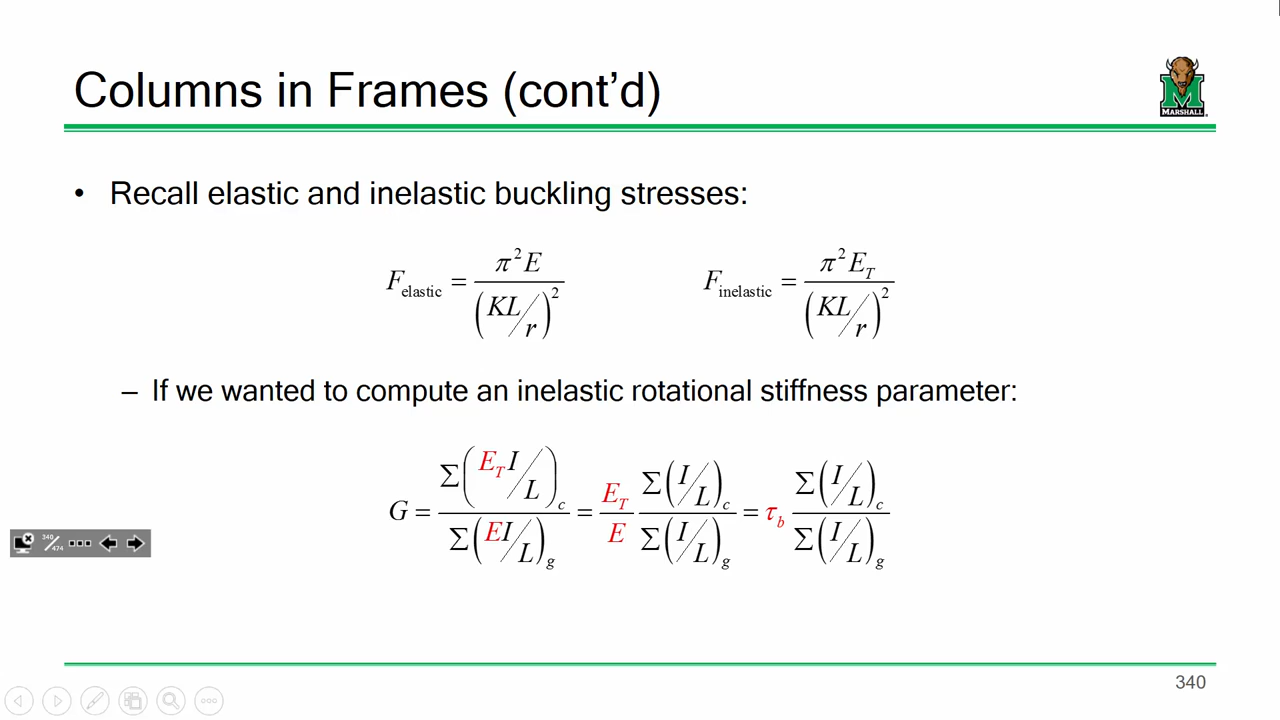 Columns in Frames (cont’d)
MARSHALL
• Recall elastic and inelastic buckling stresses:
F_elastic = π²E / (KL/r)²    F_inelastic = π²E_T / (KL/r)²
– If we wanted to compute an inelastic rotational stiffness parameter:
G = Σ(E_T I/L)_c / Σ(EI/L)_g = E_T/E Σ(I/L)_c / Σ(I/L)_g = τ_b Σ(I/L)_c / Σ(I/L)_g
340/474
340